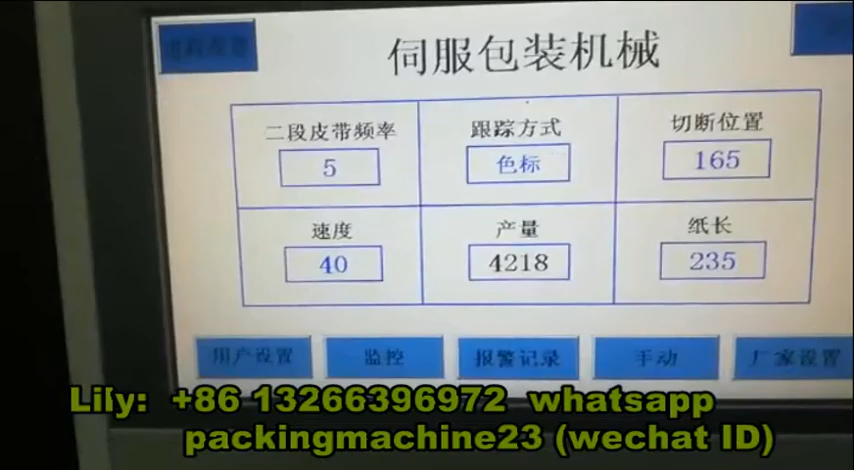 伺服包装机械
二段皮带频率 跟踪方式 切断位置
5 色标 165
速度 产量 纸长
40 4218 235
用户设置 监控 报警记录 手动 厂家设置
Lily: +86 13266396972 whatsapp
packingmachine23 (wechat ID)